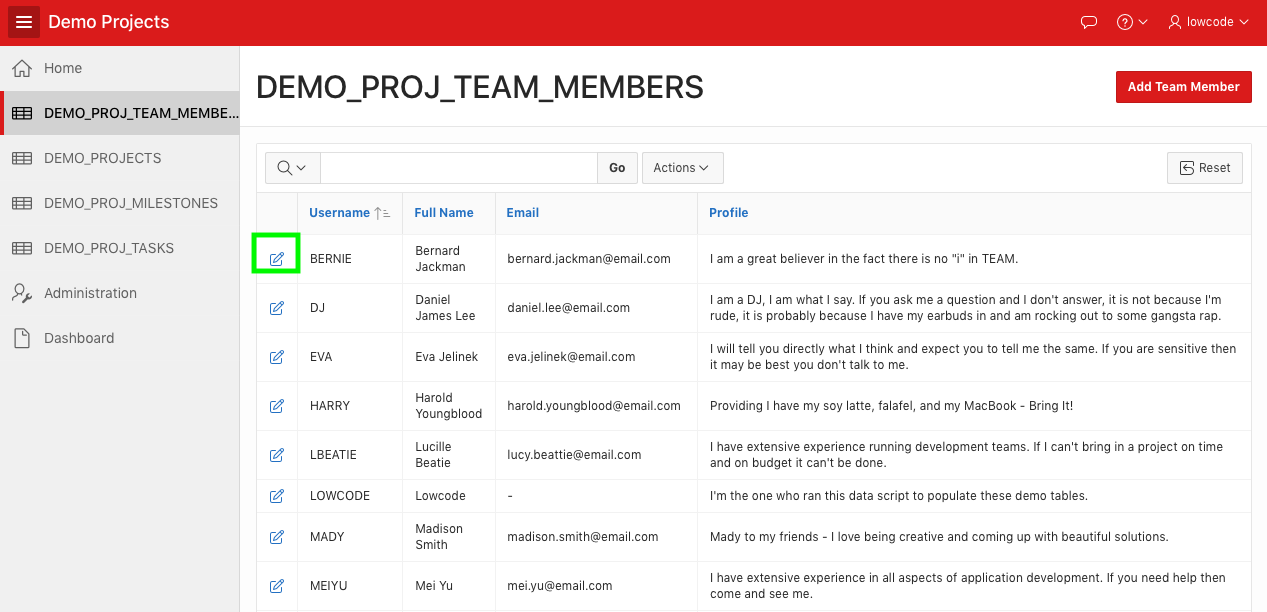 Demo Projects
lowcode
Home
DEMO_PROJ_TEAM_MEMBE...
DEMO_PROJECTS
DEMO_PROJ_MILESTONES
DEMO_PROJ_TASKS
Administration
Dashboard
DEMO_PROJ_TEAM_MEMBERS
Add Team Member
Go
Actions
Reset
Username Full Name Email Profile
BERNIE Bernard Jackman bernard.jackman@email.com I am a great believer in the fact there is no "i" in TEAM.
DJ Daniel James Lee daniel.lee@email.com I am a DJ, I am what I say. If you ask me a question and I don't answer, it is not because I'm
rude, it is probably because I have my earbuds in and am rocking out to some gangsta rap.
EVA Eva Jelinek eva.jelinek@email.com I will tell you directly what I think and expect you to tell me the same. If you are sensitive then
it may be best you don't talk to me.
HARRY Harold Youngblood harold.youngblood@email.com Providing I have my soy latte, falafel, and my MacBook - Bring It!
LBEATIE Lucille Beatie lucy.beattie@email.com I have extensive experience running development teams. If I can't bring in a project on time
and on budget it can't be done.
LOWCODE Lowcode - I'm the one who ran this data script to populate these demo tables.
MADY Madison Smith madison.smith@email.com Mady to my friends - I love being creative and coming up with beautiful solutions.
MEIYU Mei Yu mei.yu@email.com I have extensive experience in all aspects of application development. If you need help then
come and see me.